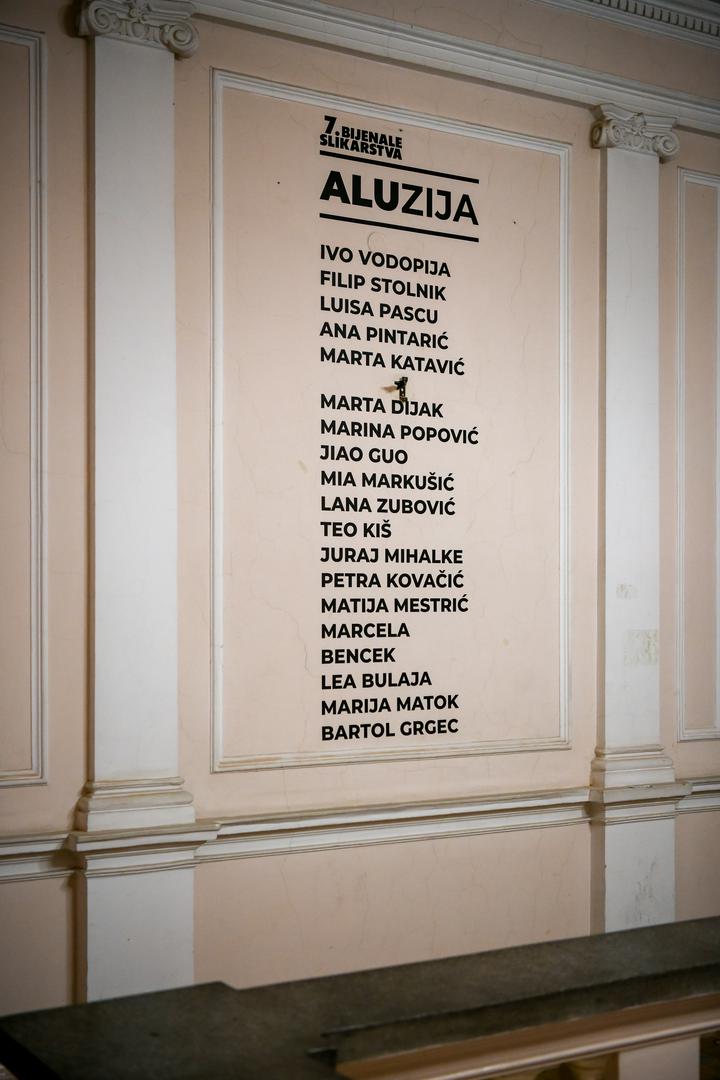 7. BIJENALE
SLIKARSTVA
ALUZIJA
IVO VODOPIJA
FILIP STOLNIK
LUISA PASCU
ANA PINTARIĆ
MARTA KATAVIĆ
MARTA DIJAK
MARINA POPOVIĆ
JIAO GUO
MIA MARKUŠIĆ
LANA ZUBOVIĆ
TEO KIŠ
JURAJ MIHALKE
PETRA KOVAČIĆ
MATIJA MESTRIĆ
MARCELA
BENCEK
LEA BULAJA
MARIJA MATOK
BARTOL GRGEC